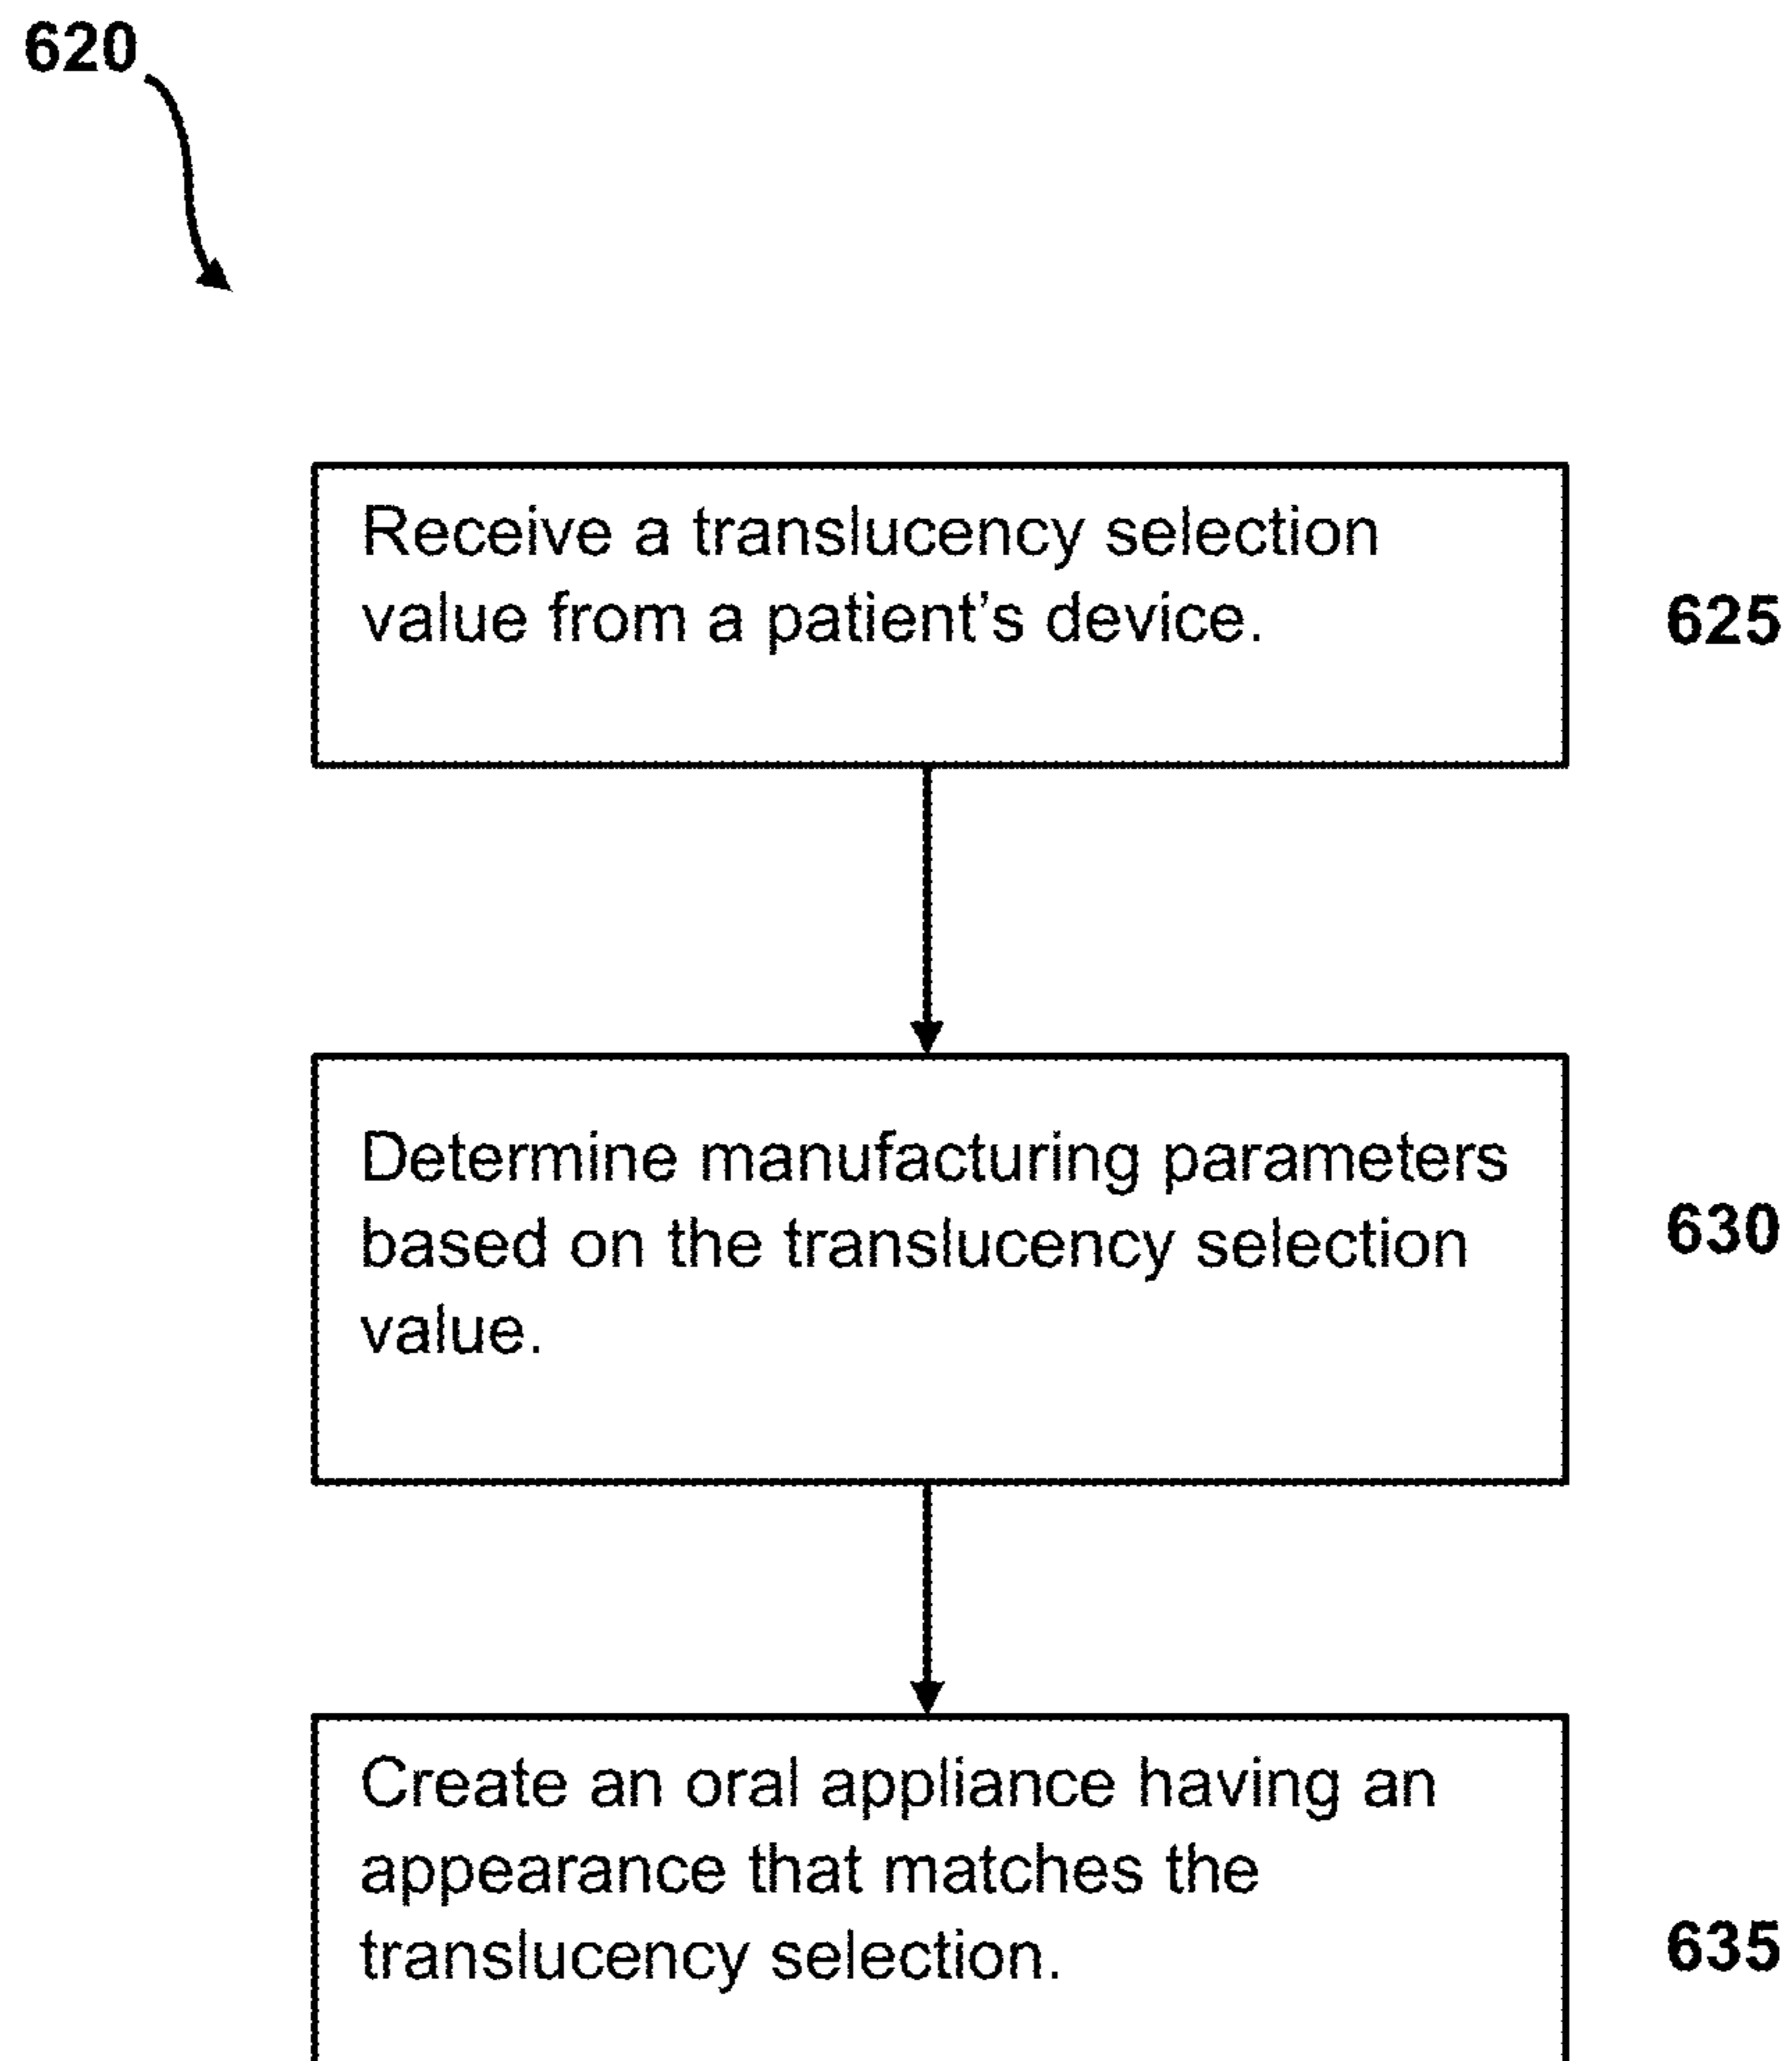 620
Receive a translucency selection
value from a patient’s device.
625
Determine manufacturing parameters
based on the translucency selection
value.
630
Create an oral appliance having an
appearance that matches the
translucency selection.
635